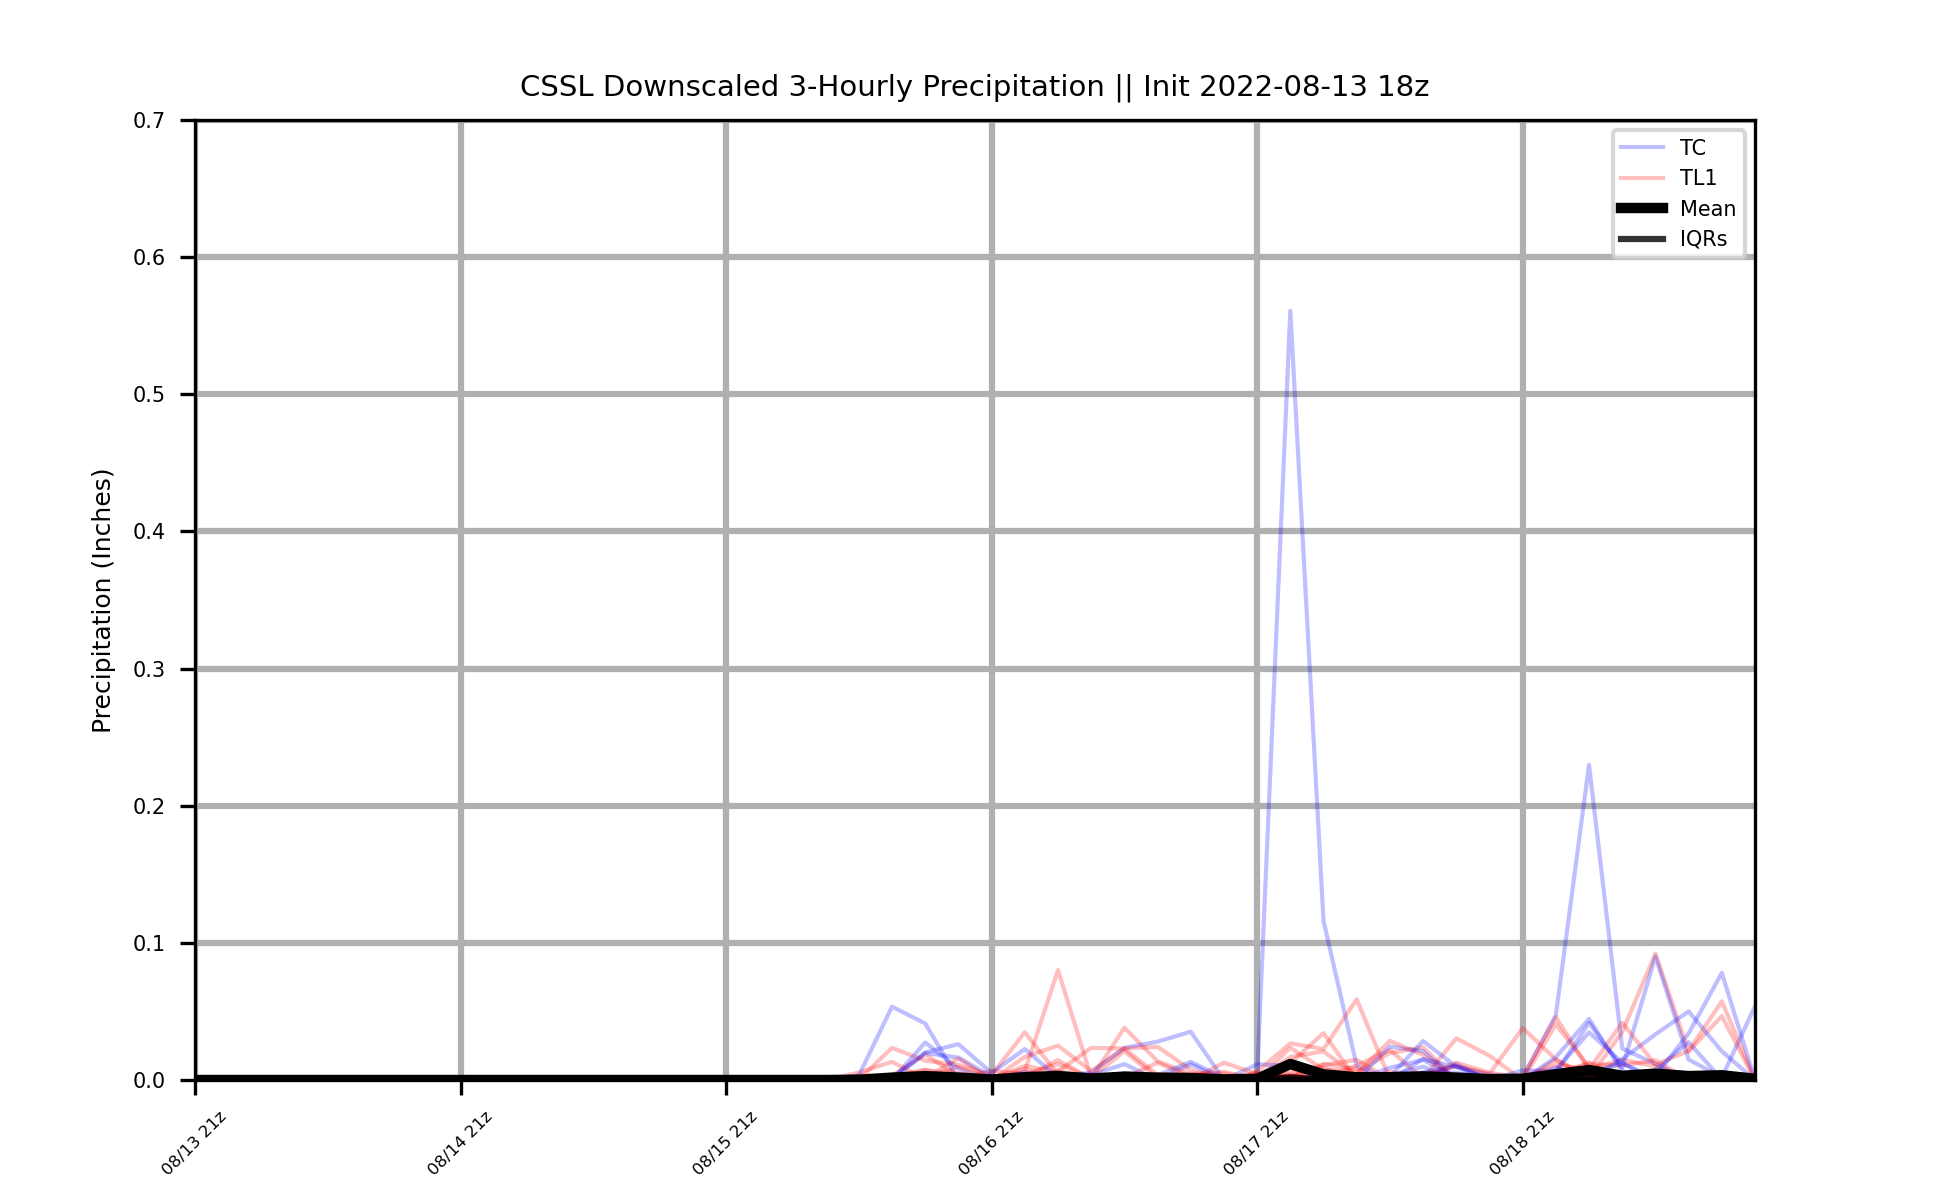 CSSL Downscaled 3-Hourly Precipitation || Init 2022-08-13 18z
TC
TL1
Mean
IQRs
Precipitation (Inches)
0.7
0.6
0.5
0.4
0.3
0.2
0.1
0.0
08/13 21z
08/14 21z
08/15 21z
08/16 21z
08/17 21z
08/18 21z